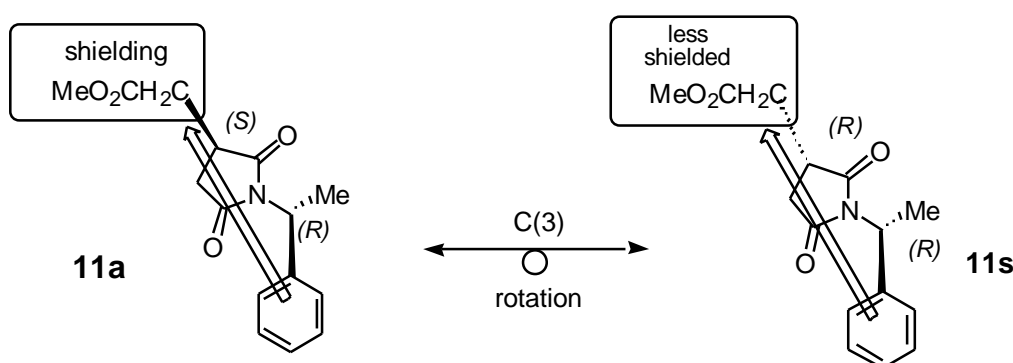 shielding
MeO₂CH₂C
(S)
O
N
Me
(R)
O
11a
C(3)
rotation
less
shielded
MeO₂CH₂C
(R)
O
N
Me
(R)
O
11s